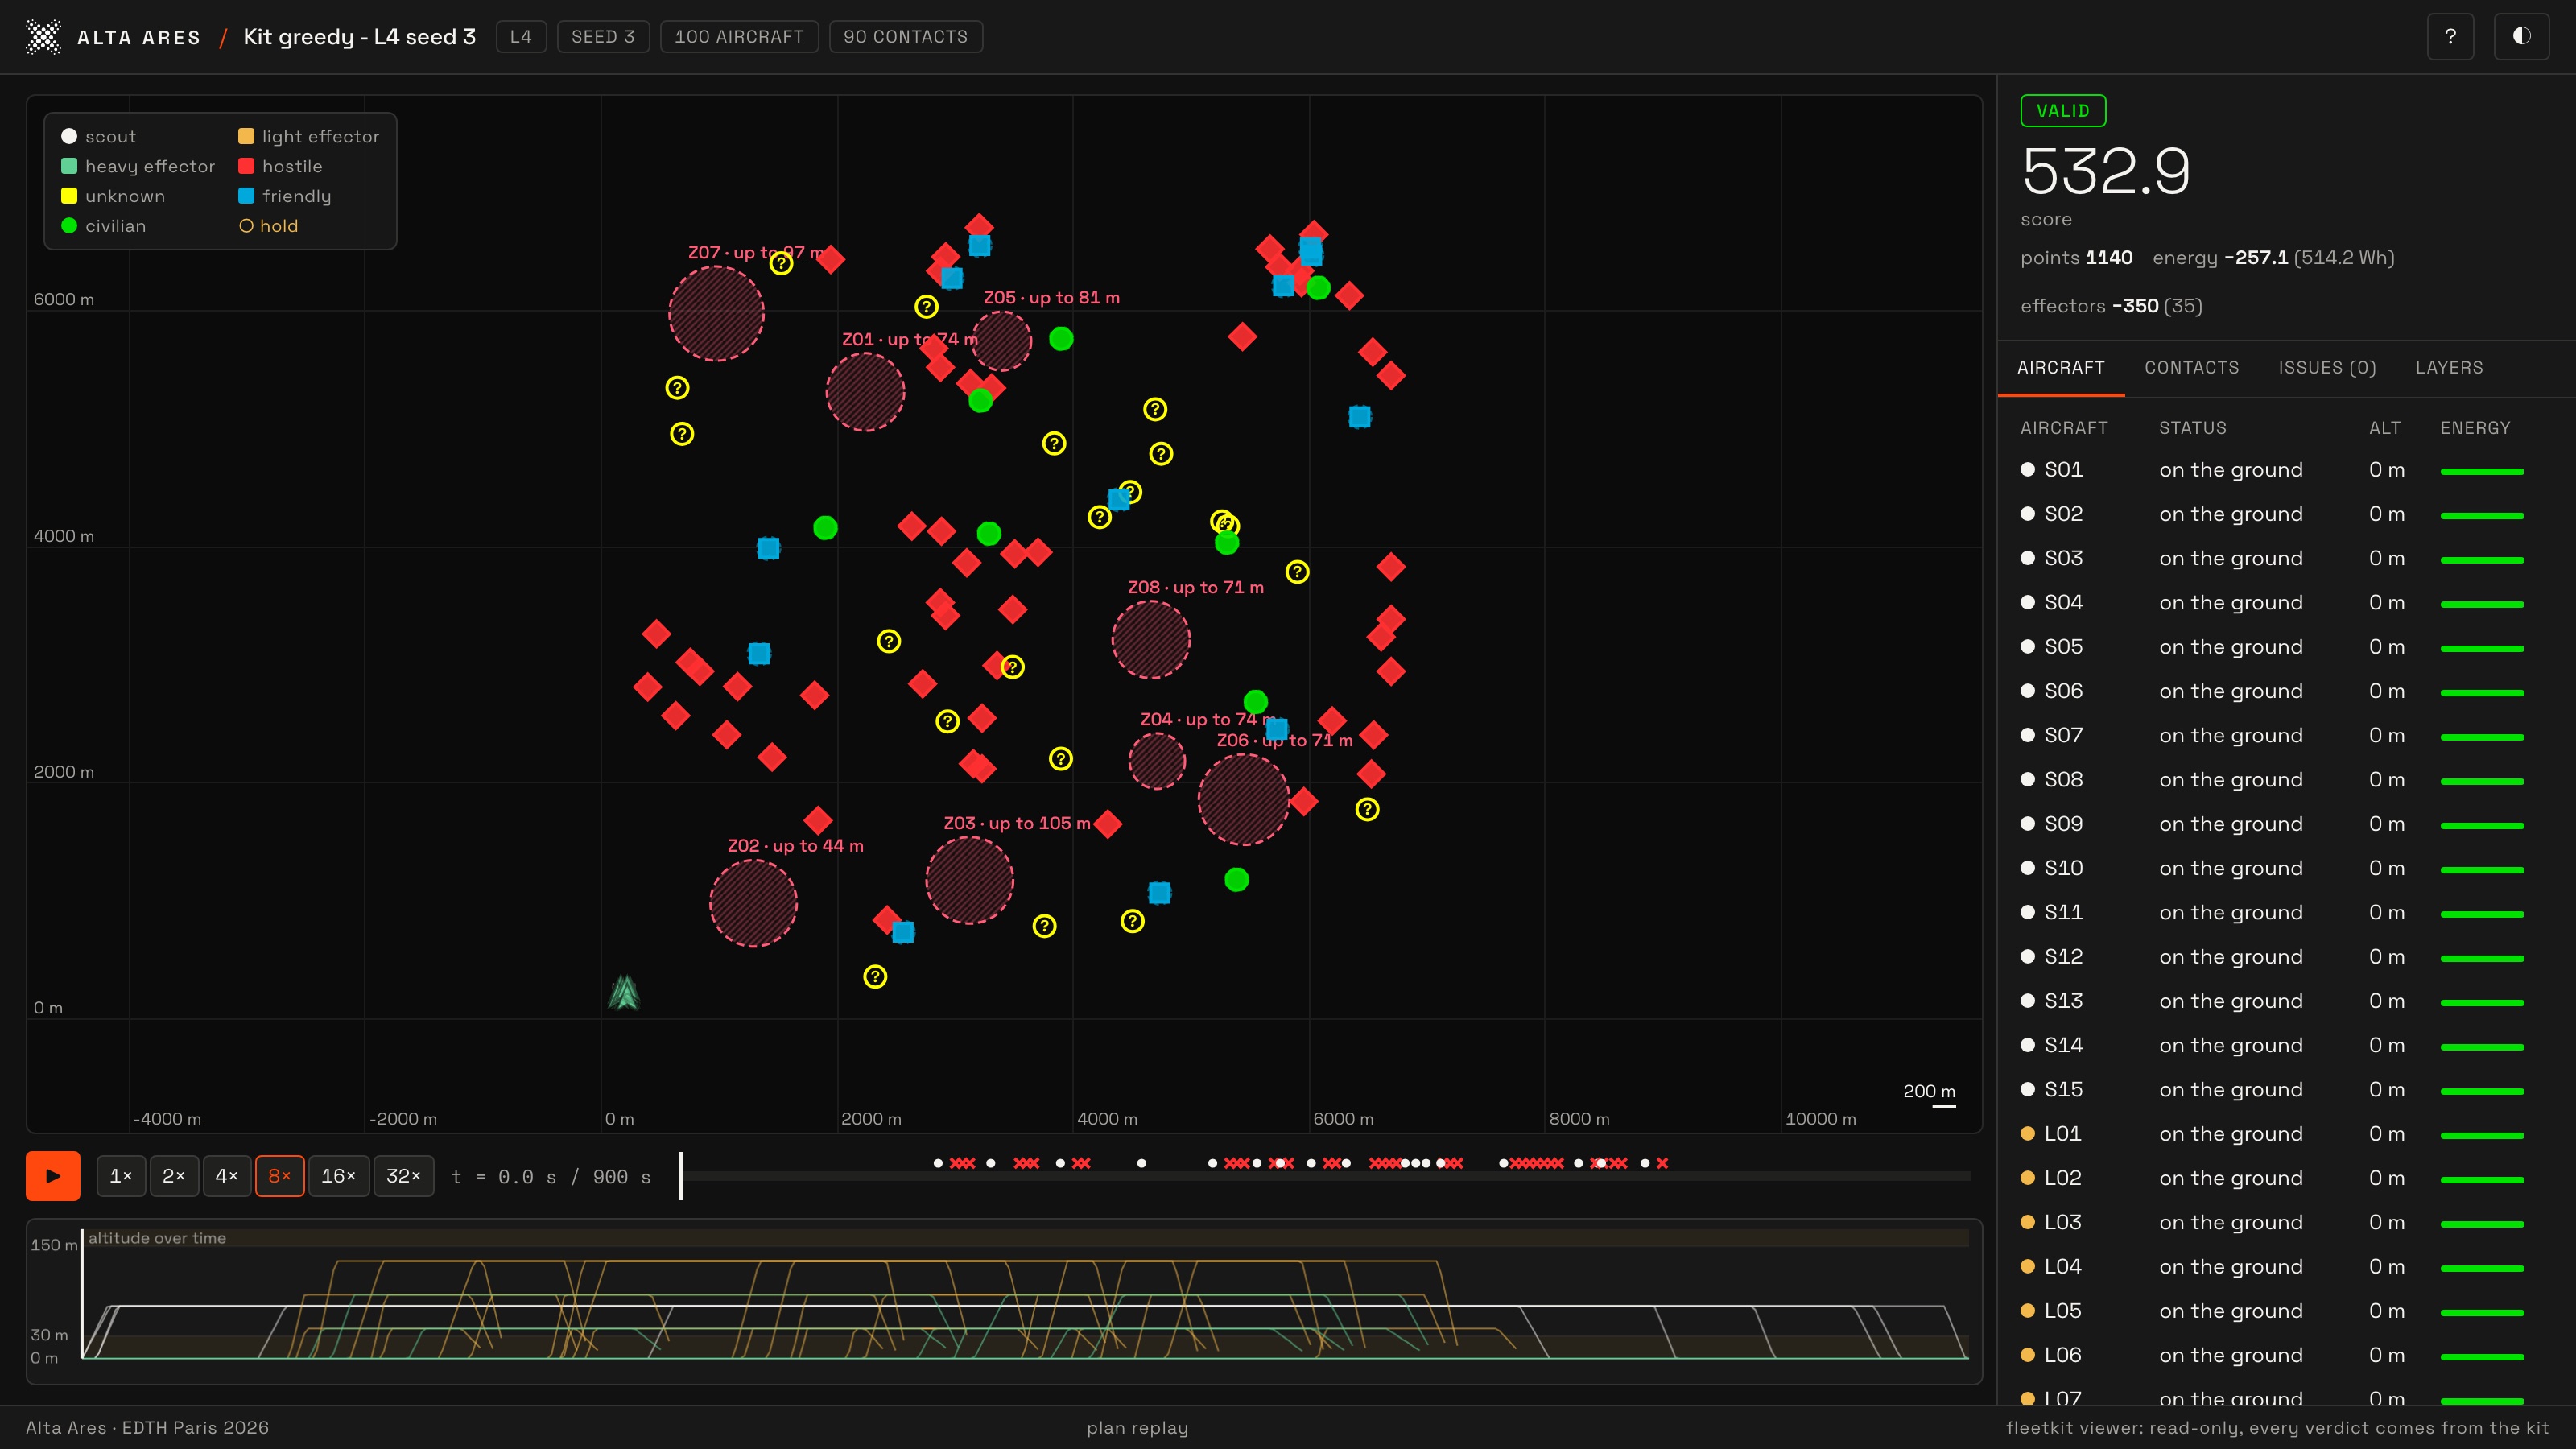 ALTA ARES / Kit greedy - L4 seed 3 L4 SEED 3 100 AIRCRAFT 90 CONTACTS ?
scout light effector
heavy effector hostile
unknown friendly
civilian hold
Z07 · up to 97 m
Z05 · up to 81 m
Z01 · up to 74 m
Z08 · up to 71 m
Z04 · up to 74 m
Z06 · up to 71 m
Z03 · up to 105 m
Z02 · up to 44 m
6000 m
4000 m
2000 m
0 m
200 m
-4000 m -2000 m 0 m 2000 m 4000 m 6000 m 8000 m 10000 m
1× 2× 4× 8× 16× 32× t = 0.0 s / 900 s
150 m altitude over time
30 m
0 m
VALID
532.9
score
points 1140 energy -257.1 (514.2 Wh)
effectors -350 (35)
AIRCRAFT CONTACTS ISSUES (0) LAYERS
AIRCRAFT STATUS ALT ENERGY
S01 on the ground 0 m
S02 on the ground 0 m
S03 on the ground 0 m
S04 on the ground 0 m
S05 on the ground 0 m
S06 on the ground 0 m
S07 on the ground 0 m
S08 on the ground 0 m
S09 on the ground 0 m
S10 on the ground 0 m
S11 on the ground 0 m
S12 on the ground 0 m
S13 on the ground 0 m
S14 on the ground 0 m
S15 on the ground 0 m
L01 on the ground 0 m
L02 on the ground 0 m
L03 on the ground 0 m
L04 on the ground 0 m
L05 on the ground 0 m
L06 on the ground 0 m
L07 on the ground 0 m
Alta Ares · EDTH Paris 2026 plan replay fleetkit viewer: read-only, every verdict comes from the kit